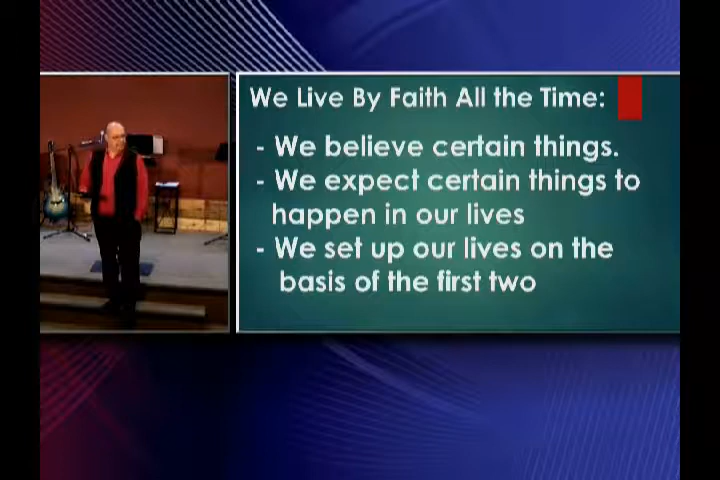 We Live By Faith All the Time:
- We believe certain things.
- We expect certain things to
happen in our lives
- We set up our lives on the
basis of the first two